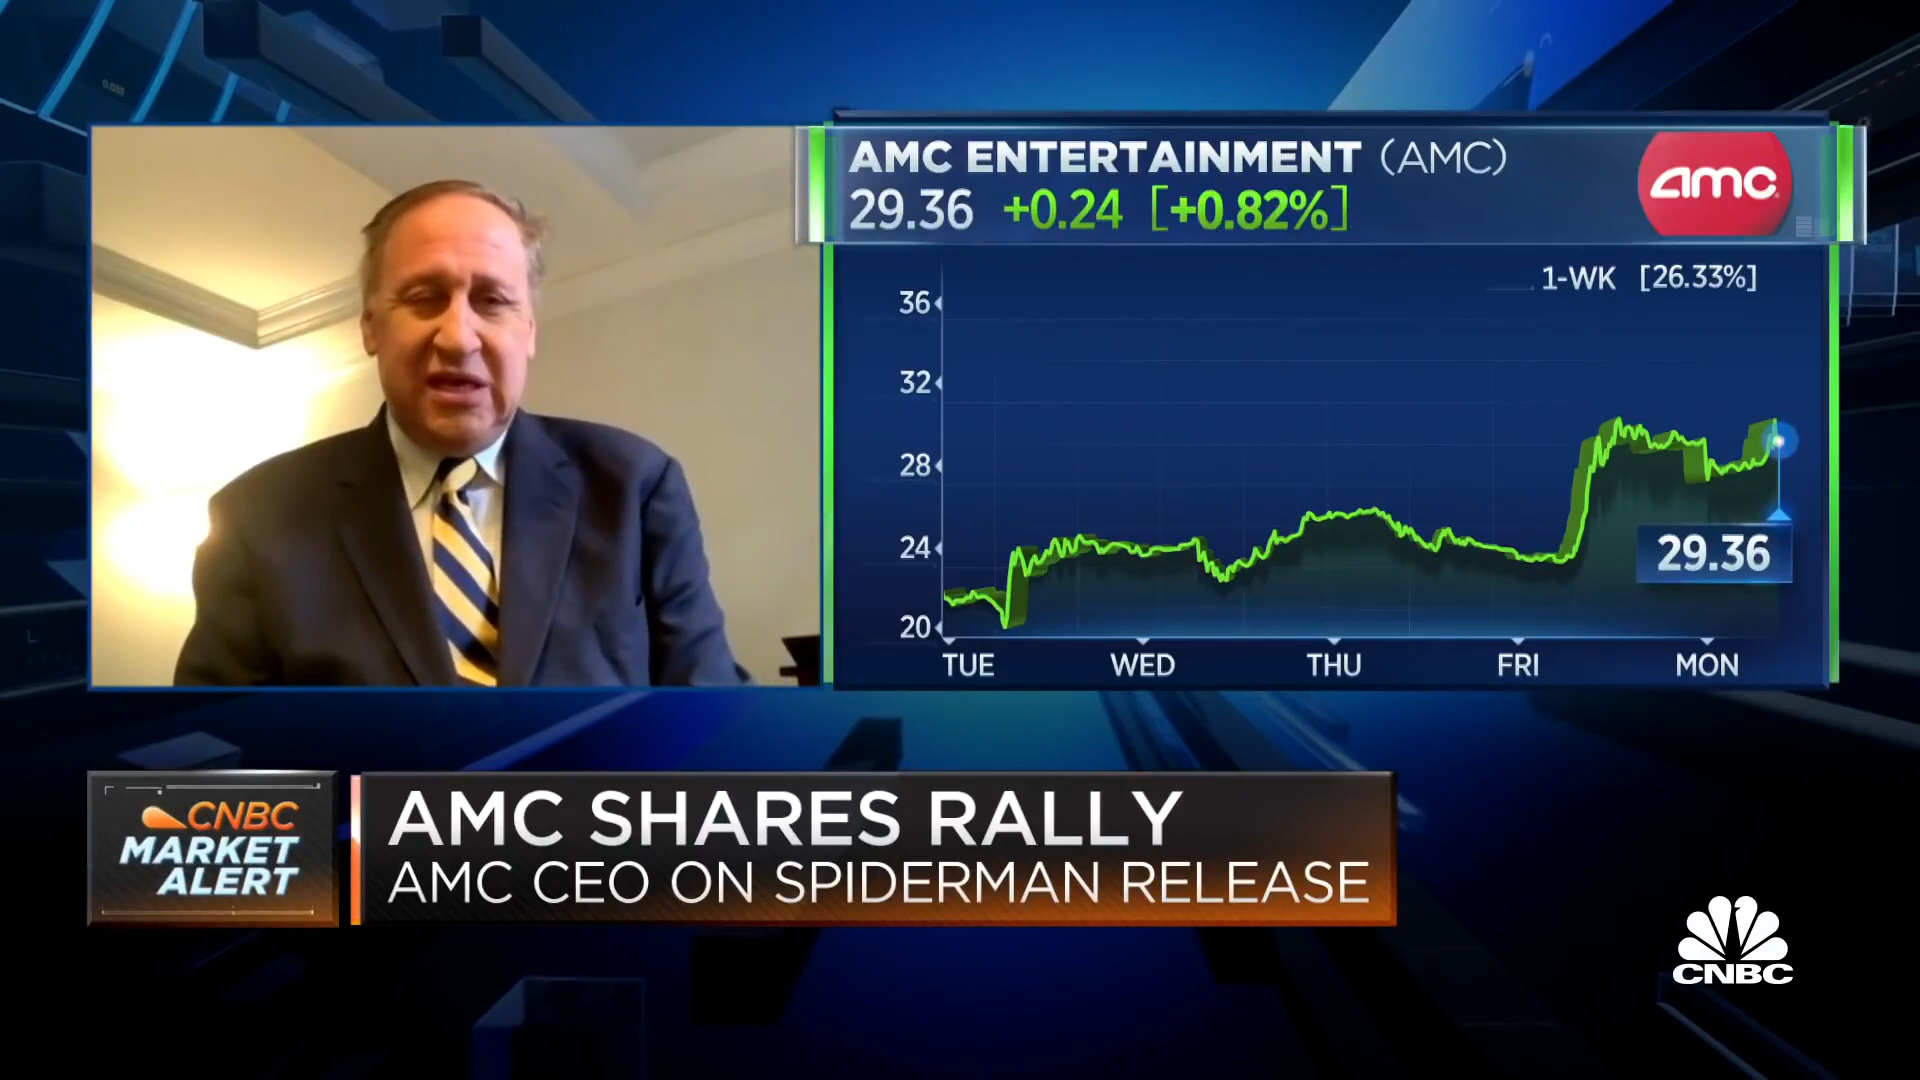 0.033
AMC ENTERTAINMENT (AMC)
29.36 +0.24 [+0.82%]
amc
1-WK [26.33%]
36
32
28
24
20
29.36
TUE WED THU FRI MON
CNBC
MARKET
ALERT
AMC SHARES RALLY
AMC CEO ON SPIDERMAN RELEASE
CNBC